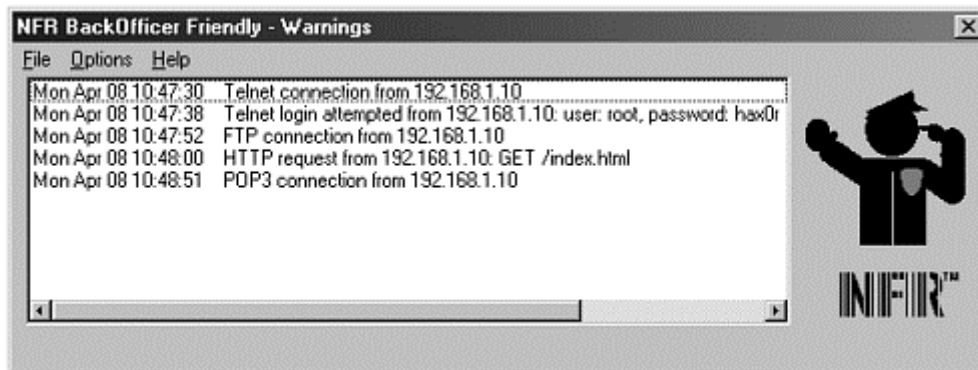 NFR BackOfficer Friendly - Warnings
File Options Help
Mon Apr 08 10:47:30 Telnet connection from 192.168.1.10
Mon Apr 08 10:47:38 Telnet login attempted from 192.168.1.10: user: root, password: hax0r
Mon Apr 08 10:47:52 FTP connection from 192.168.1.10
Mon Apr 08 10:48:00 HTTP request from 192.168.1.10: GET /index.html
Mon Apr 08 10:48:51 POP3 connection from 192.168.1.10
NFR™